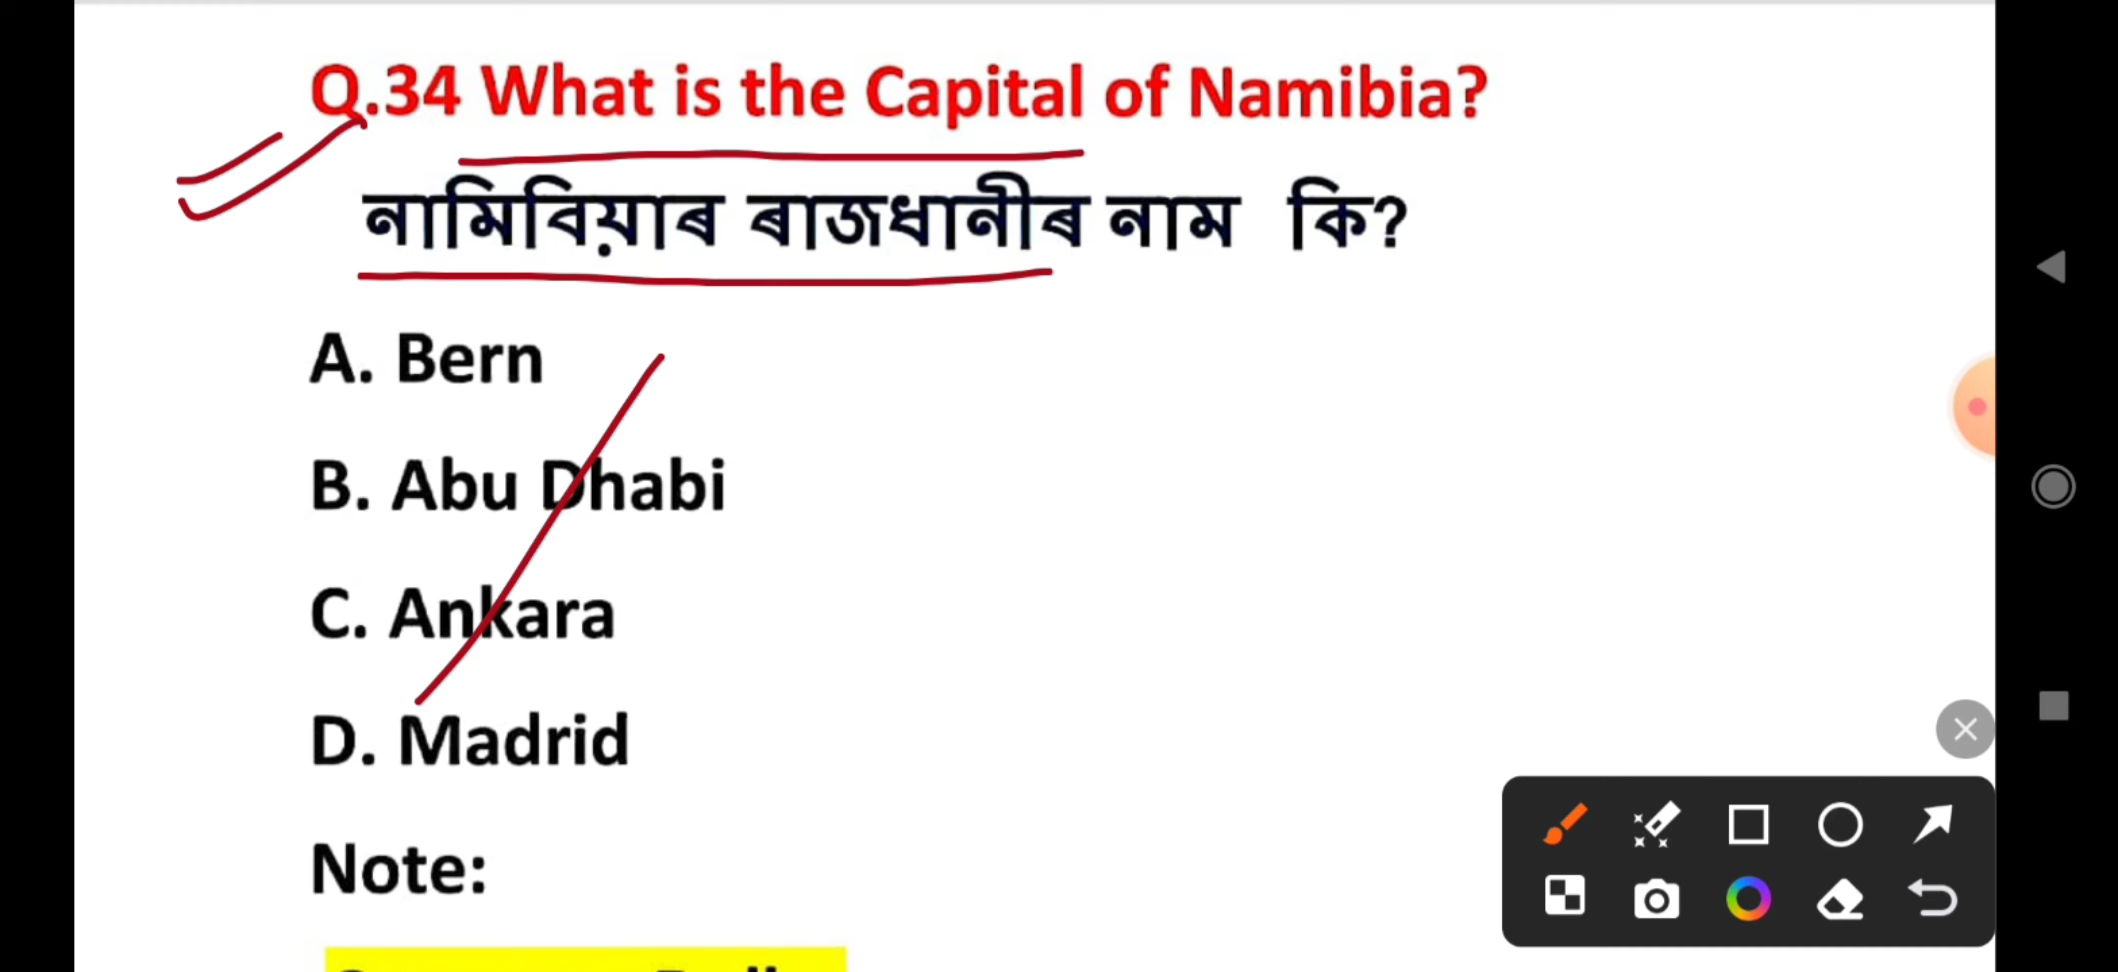 Q.34 What is the Capital of Namibia?
নামিবিয়াৰ ৰাজধানীৰ নাম কি?
A. Bern
B. Abu Dhabi
C. Ankara
D. Madrid
Note: